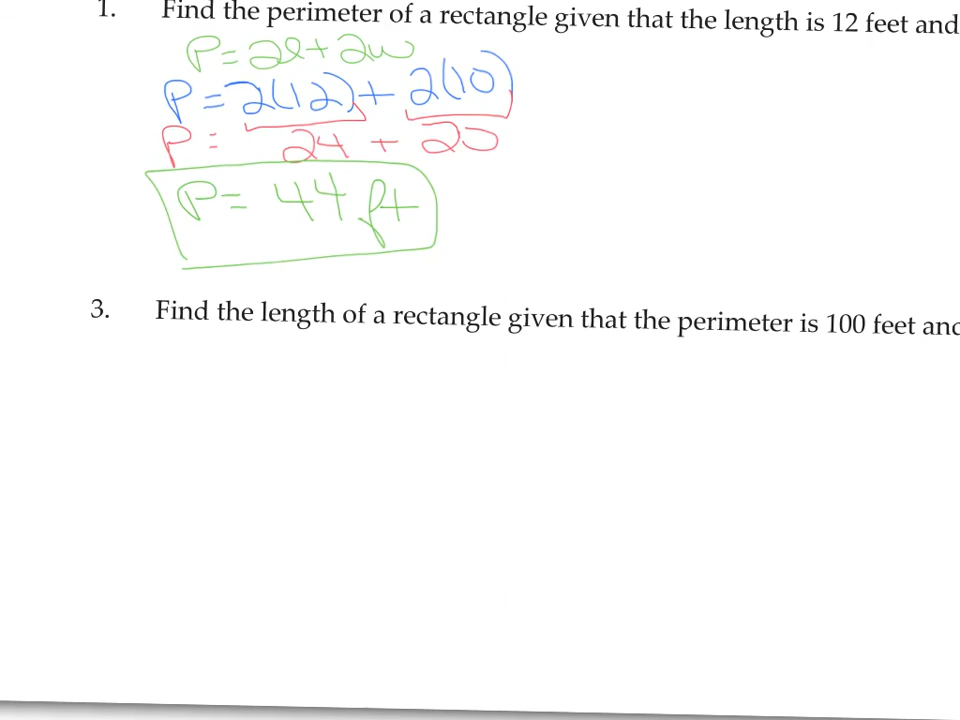 1. Find the perimeter of a rectangle given that the length is 12 feet and
P=2l+2w
P=2(12)+2(10)
P= 24 + 20
P= 44 ft
3. Find the length of a rectangle given that the perimeter is 100 feet and